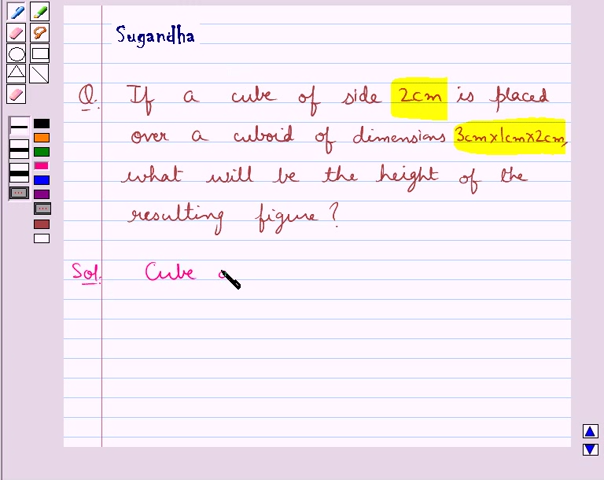 Sugandha
Q. If a cube of side 2cm is placed
over a cuboid of dimensions 3cm×1cm×2cm,
what will be the height of the
resulting figure?
Sol. Cube